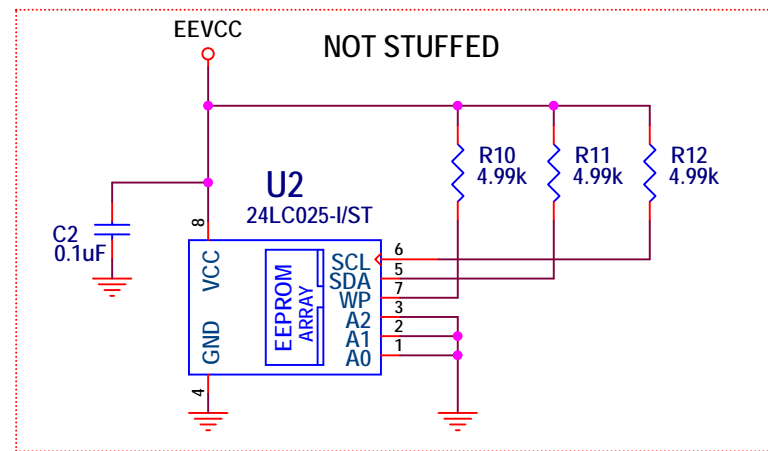 EEVCC
NOT STUFFED
R10
4.99k
R11
4.99k
R12
4.99k
U2
24LC025-I/ST
C2
0.1uF
8
VCC
GND
4
EEPROM
ARRAY
SCL 6
SDA 5
WP 7
A2 3
A1 2
A0 1